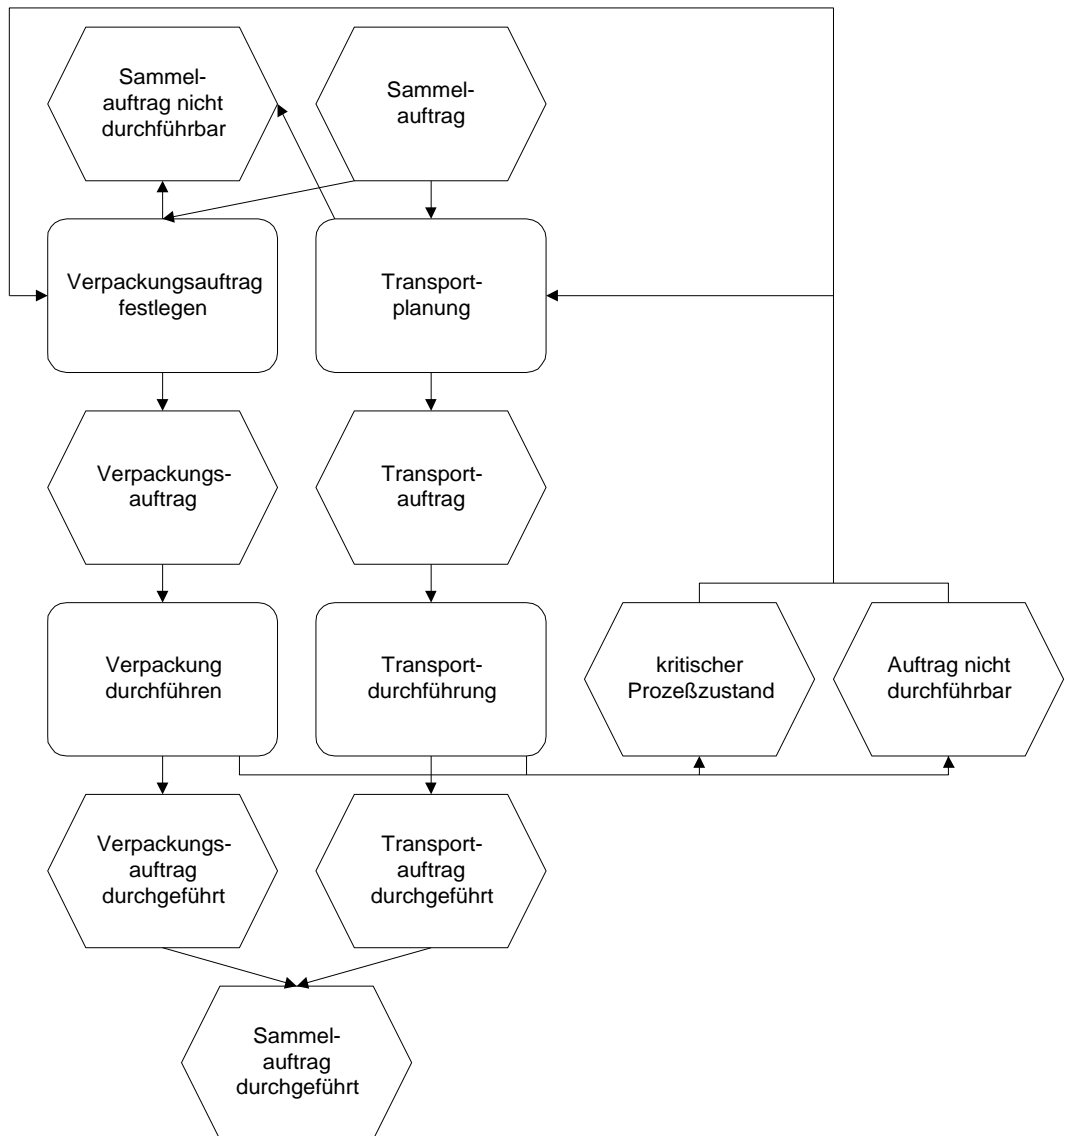 Sammel-
auftrag nicht
durchführbar
Sammel-
auftrag
Verpackungsauftrag
festlegen
Transport-
planung
Verpackungs-
auftrag
Transport-
auftrag
Verpackung
durchführen
Transport-
durchführung
kritischer
Prozeßzustand
Auftrag nicht
durchführbar
Verpackungs-
auftrag
durchgeführt
Transport-
auftrag
durchgeführt
Sammel-
auftrag
durchgeführt